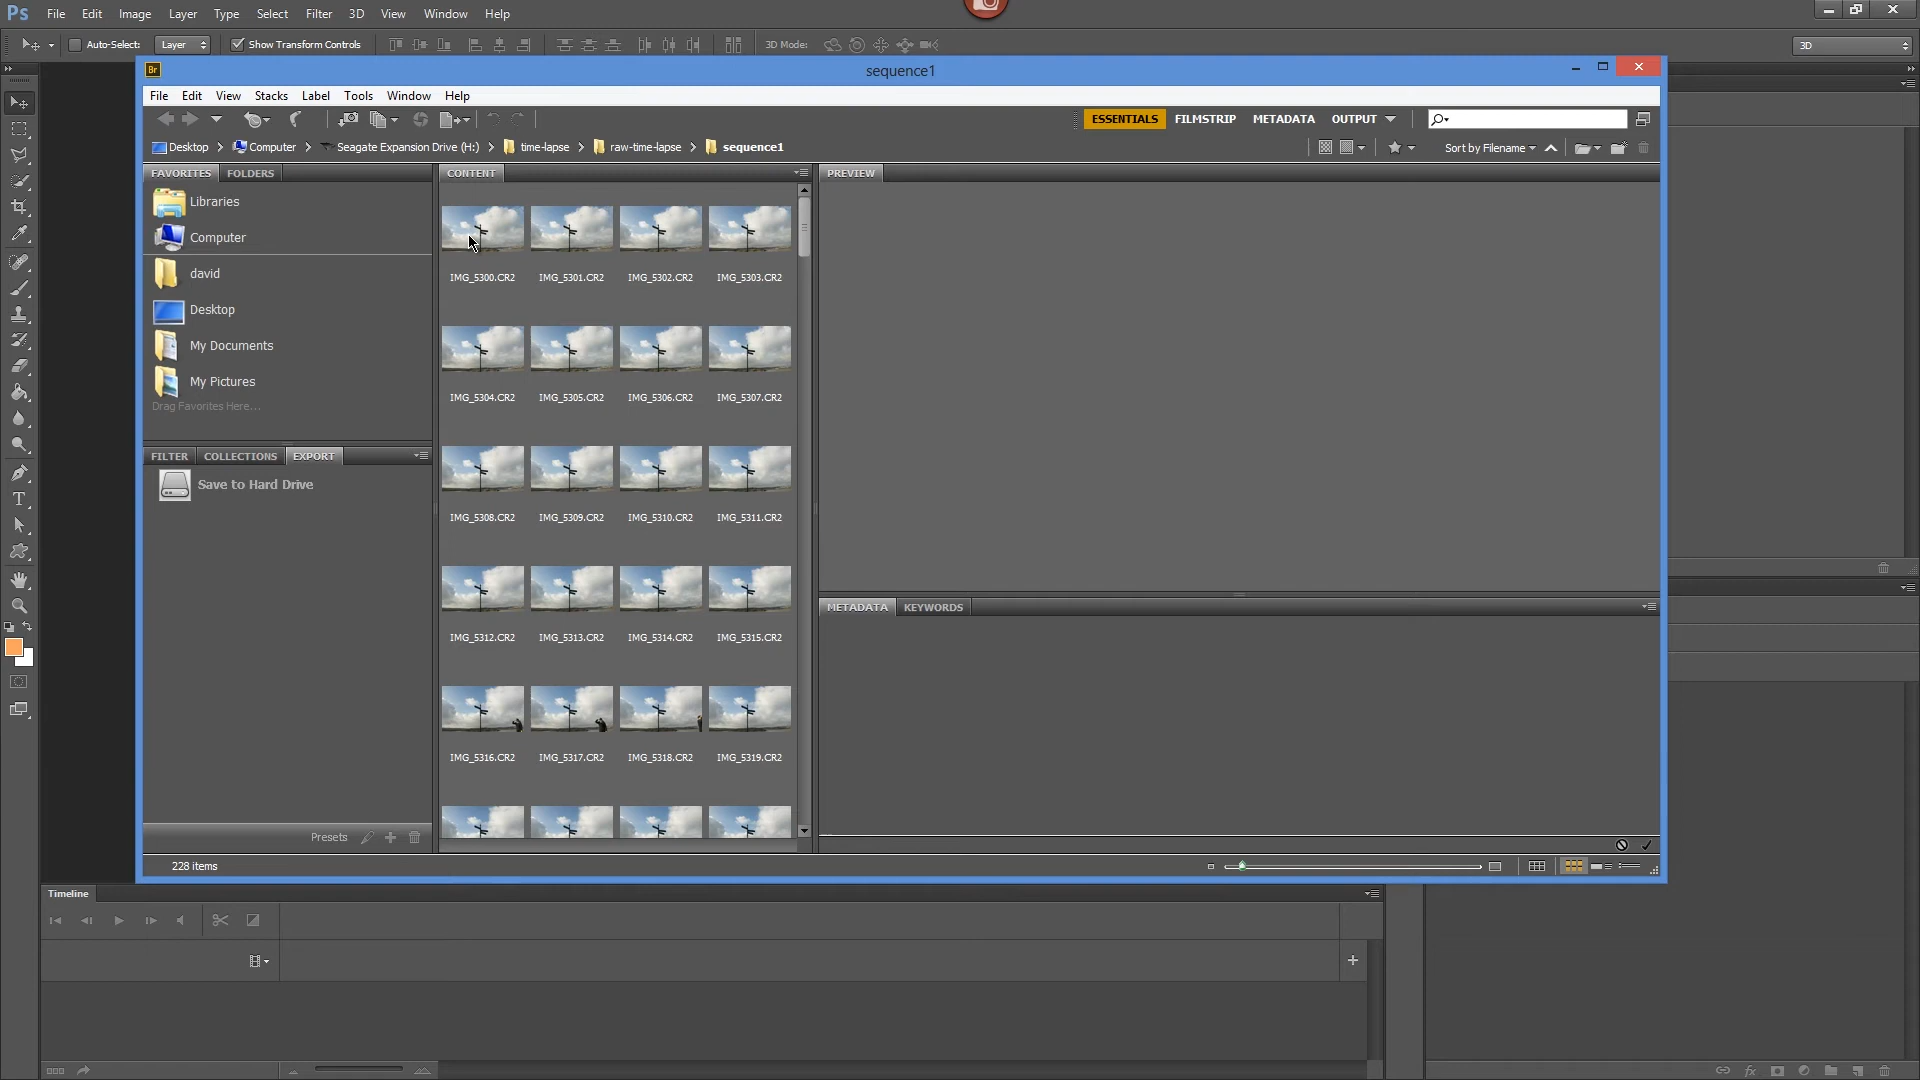 Ps File Edit Image Layer Type Select Filter 3D View Window Help
Auto-Select: Layer Show Transform Controls 3D Mode: 3D
Br sequence1
File Edit View Stacks Label Tools Window Help
ESSENTIALS FILMSTRIP METADATA OUTPUT
Desktop Computer Seagate Expansion Drive (H:) time-lapse raw-time-lapse sequence1 Sort by Filename
FAVORITES FOLDERS
Libraries
Computer
david
Desktop
My Documents
My Pictures
Drag Favorites Here...
FILTER COLLECTIONS EXPORT
Save to Hard Drive
Presets
CONTENT
IMG_5300.CR2 IMG_5301.CR2 IMG_5302.CR2 IMG_5303.CR2
IMG_5304.CR2 IMG_5305.CR2 IMG_5306.CR2 IMG_5307.CR2
IMG_5308.CR2 IMG_5309.CR2 IMG_5310.CR2 IMG_5311.CR2
IMG_5312.CR2 IMG_5313.CR2 IMG_5314.CR2 IMG_5315.CR2
IMG_5316.CR2 IMG_5317.CR2 IMG_5318.CR2 IMG_5319.CR2
PREVIEW
METADATA KEYWORDS
228 items
Timeline
T
fx